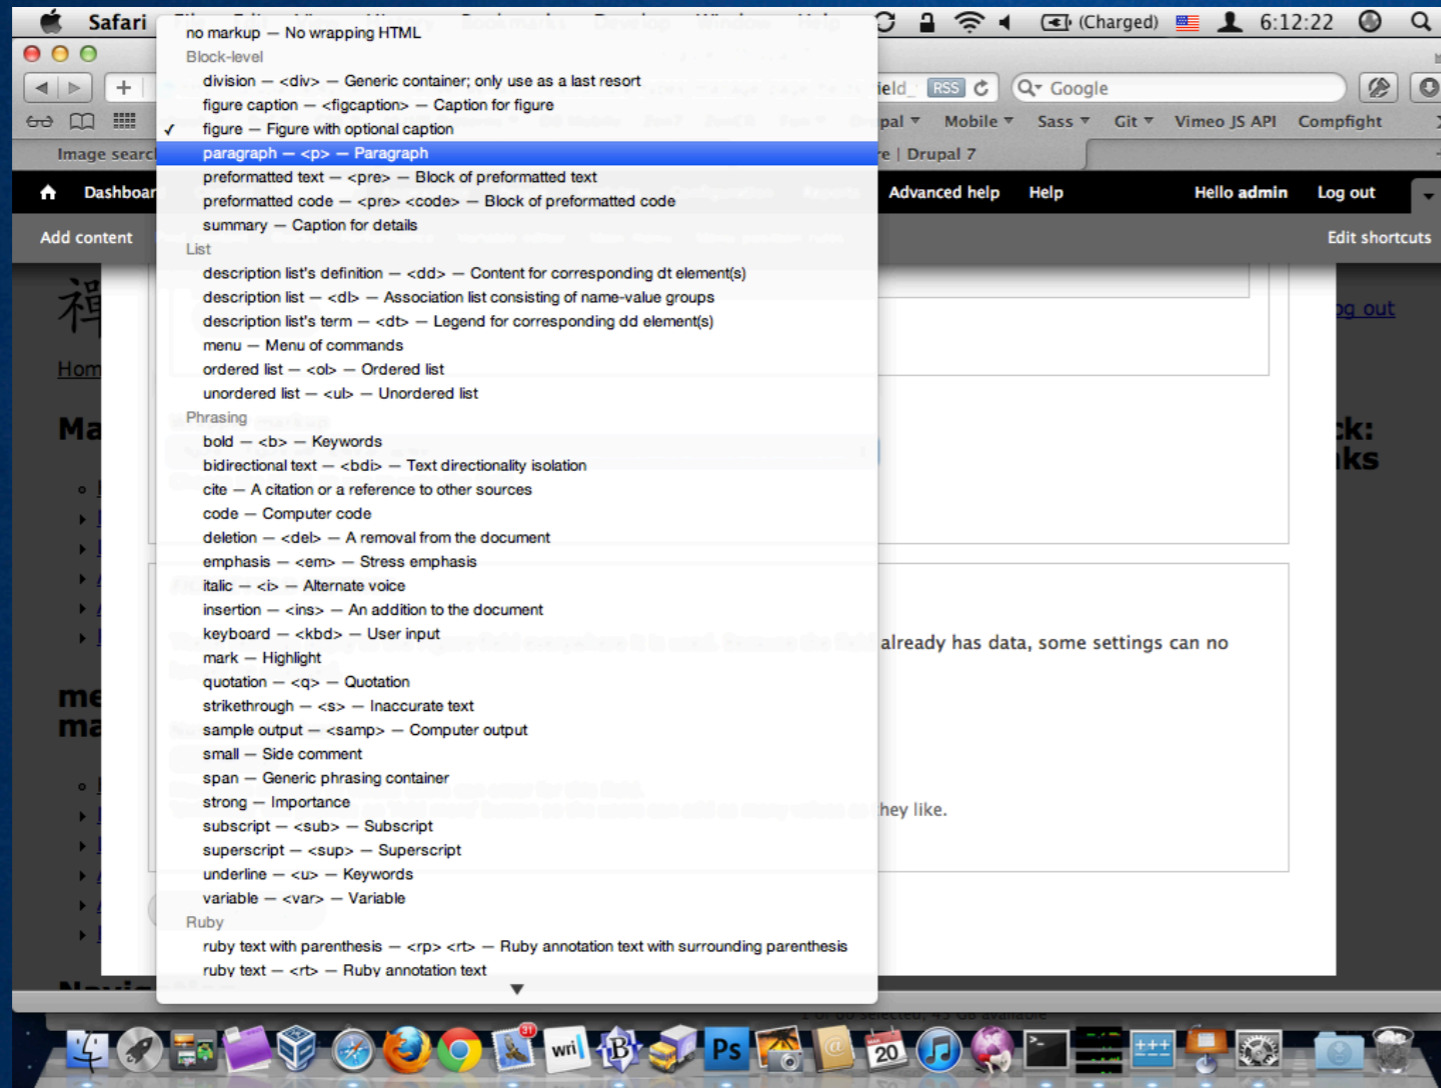 Safari
(Charged)
6:12:22
RSS
Google
pal
Mobile
Sass
Git
Vimeo JS API
Compfight
Image searc
re | Drupal 7
Dashboar
Advanced help
Help
Hello admin
Log out
Add content
Edit shortcuts
no markup — No wrapping HTML
Block-level
division — <div> — Generic container; only use as a last resort
figure caption — <figcaption> — Caption for figure
✓ figure — Figure with optional caption
paragraph — <p> — Paragraph
preformatted text — <pre> — Block of preformatted text
preformatted code — <pre> <code> — Block of preformatted code
summary — Caption for details
List
description list's definition — <dd> — Content for corresponding dt element(s)
description list — <dl> — Association list consisting of name-value groups
description list's term — <dt> — Legend for corresponding dd element(s)
menu — Menu of commands
ordered list — <ol> — Ordered list
unordered list — <ul> — Unordered list
Phrasing
bold — <b> — Keywords
bidirectional text — <bdi> — Text directionality isolation
cite — A citation or a reference to other sources
code — Computer code
deletion — <del> — A removal from the document
emphasis — <em> — Stress emphasis
italic — <i> — Alternate voice
insertion — <ins> — An addition to the document
keyboard — <kbd> — User input
mark — Highlight
quotation — <q> — Quotation
strikethrough — <s> — Inaccurate text
sample output — <samp> — Computer output
small — Side comment
span — Generic phrasing container
strong — Importance
subscript — <sub> — Subscript
superscript — <sup> — Superscript
underline — <u> — Keywords
variable — <var> — Variable
Ruby
ruby text with parenthesis — <rp> <rt> — Ruby annotation text with surrounding parenthesis
ruby text — <rt> — Ruby annotation text
禪
og out
Hom
Ma
ck:
nks
already has data, some settings can no
me
ma
hey like.
31
wri
B
Ps
20